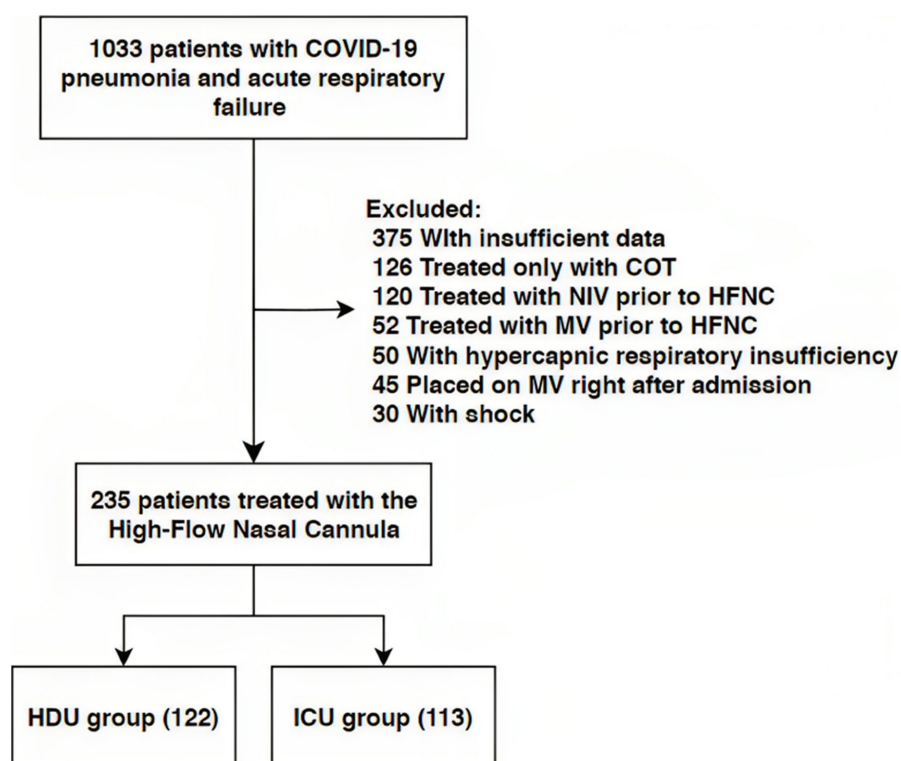 1033 patients with COVID-19
pneumonia and acute respiratory
failure
Excluded:
375 WIth insufficient data
126 Treated only with COT
120 Treated with NIV prior to HFNC
52 Treated with MV prior to HFNC
50 With hypercapnic respiratory insufficiency
45 Placed on MV right after admission
30 With shock
235 patients treated with the
High-Flow Nasal Cannula
HDU group (122)
ICU group (113)